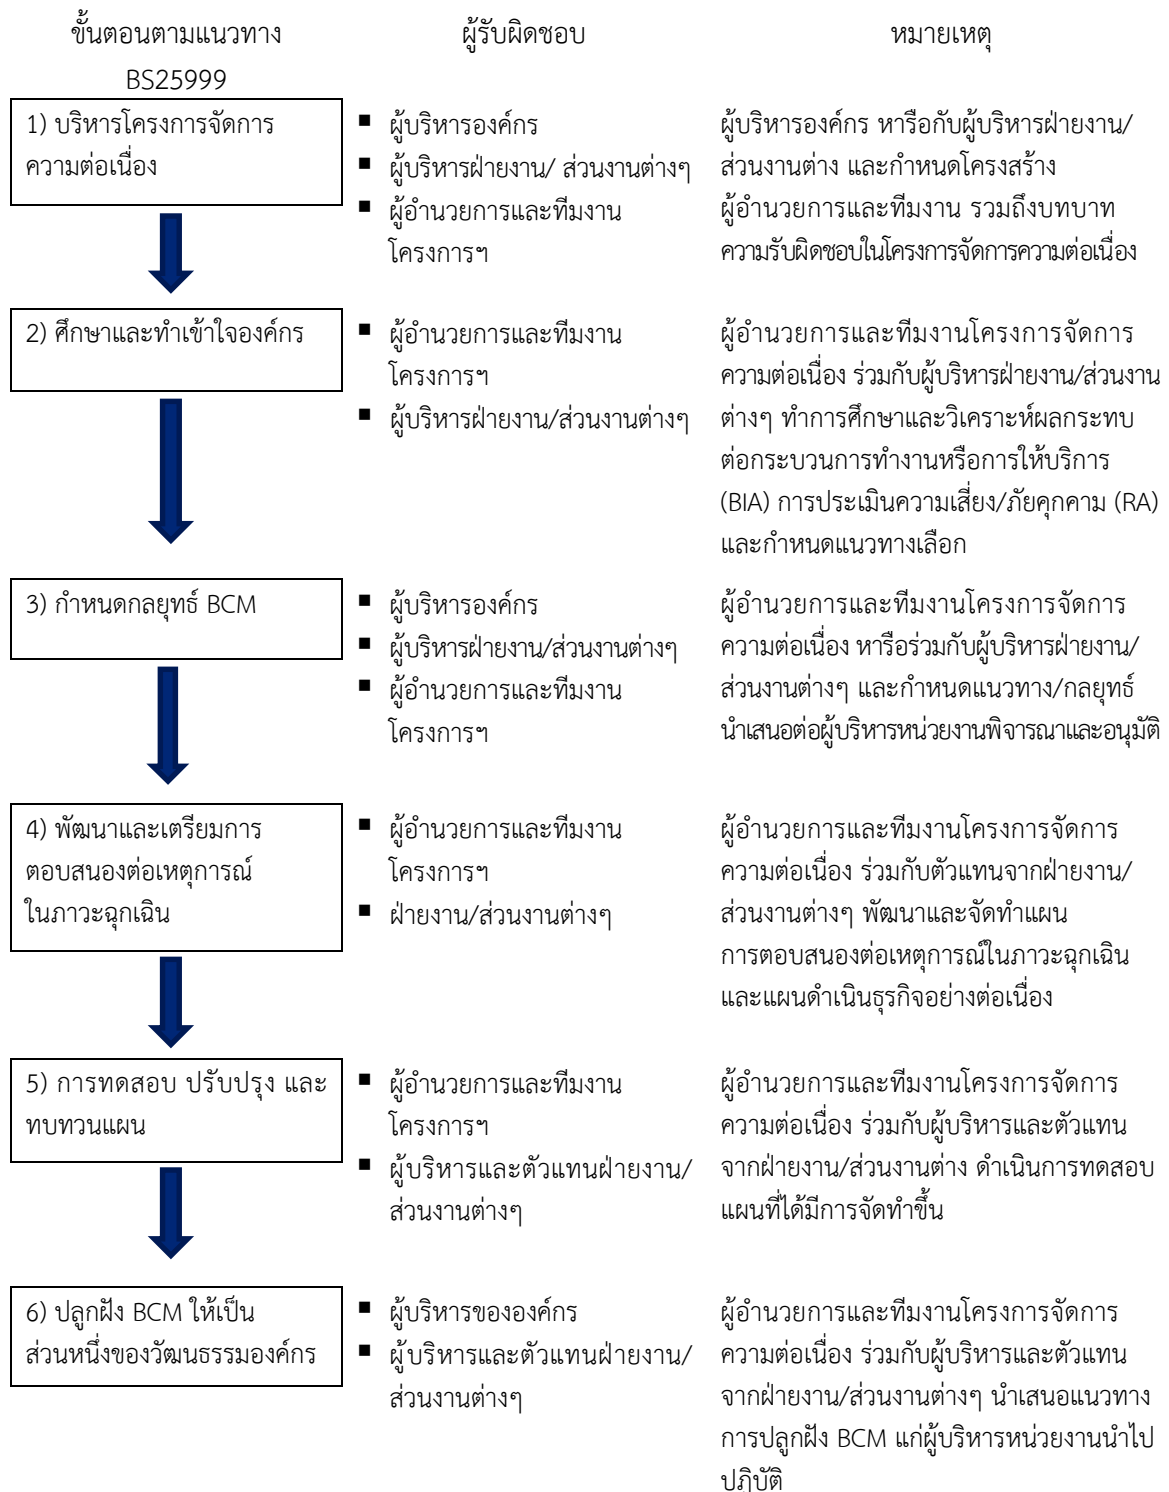 ขั้นตอนตามแนวทาง
BS25999
ผู้รับผิดชอบ
หมายเหตุ
1) บริหารโครงการจัดการ
ความต่อเนื่อง
▪ ผู้บริหารองค์กร
▪ ผู้บริหารฝ่ายงาน/ ส่วนงานต่างๆ
▪ ผู้อำนวยการและทีมงาน
โครงการฯ
ผู้บริหารองค์กร หารือกับผู้บริหารฝ่ายงาน/
ส่วนงานต่าง และกำหนดโครงสร้าง
ผู้อำนวยการและทีมงาน รวมถึงบทบาท
ความรับผิดชอบในโครงการจัดการความต่อเนื่อง
2) ศึกษาและทำเข้าใจองค์กร
▪ ผู้อำนวยการและทีมงาน
โครงการฯ
▪ ผู้บริหารฝ่ายงาน/ส่วนงานต่างๆ
ผู้อำนวยการและทีมงานโครงการจัดการ
ความต่อเนื่อง ร่วมกับผู้บริหารฝ่ายงาน/ส่วนงาน
ต่างๆ ทำการศึกษาและวิเคราะห์ผลกระทบ
ต่อกระบวนการทำงานหรือการให้บริการ
(BIA) การประเมินความเสี่ยง/ภัยคุกคาม (RA)
และกำหนดแนวทางเลือก
3) กำหนดกลยุทธ์ BCM
▪ ผู้บริหารองค์กร
▪ ผู้บริหารฝ่ายงาน/ส่วนงานต่างๆ
▪ ผู้อำนวยการและทีมงาน
โครงการฯ
ผู้อำนวยการและทีมงานโครงการจัดการ
ความต่อเนื่อง หารือร่วมกับผู้บริหารฝ่ายงาน/
ส่วนงานต่างๆ และกำหนดแนวทาง/กลยุทธ์
นำเสนอต่อผู้บริหารหน่วยงานพิจารณาและอนุมัติ
4) พัฒนาและเตรียมการ
ตอบสนองต่อเหตุการณ์
ในภาวะฉุกเฉิน
▪ ผู้อำนวยการและทีมงาน
โครงการฯ
▪ ฝ่ายงาน/ส่วนงานต่างๆ
ผู้อำนวยการและทีมงานโครงการจัดการ
ความต่อเนื่อง ร่วมกับตัวแทนจากฝ่ายงาน/
ส่วนงานต่างๆ พัฒนาและจัดทำแผน
การตอบสนองต่อเหตุการณ์ในภาวะฉุกเฉิน
และแผนดำเนินธุรกิจอย่างต่อเนื่อง
5) การทดสอบ ปรับปรุง และ
ทบทวนแผน
▪ ผู้อำนวยการและทีมงาน
โครงการฯ
▪ ผู้บริหารและตัวแทนฝ่ายงาน/
ส่วนงานต่างๆ
ผู้อำนวยการและทีมงานโครงการจัดการ
ความต่อเนื่อง ร่วมกับผู้บริหารและตัวแทน
จากฝ่ายงาน/ส่วนงานต่าง ดำเนินการทดสอบ
แผนที่ได้มีการจัดทำขึ้น
6) ปลูกฝัง BCM ให้เป็น
ส่วนหนึ่งของวัฒนธรรมองค์กร
▪ ผู้บริหารขององค์กร
▪ ผู้บริหารและตัวแทนฝ่ายงาน/
ส่วนงานต่างๆ
ผู้อำนวยการและทีมงานโครงการจัดการ
ความต่อเนื่อง ร่วมกับผู้บริหารและตัวแทน
จากฝ่ายงาน/ส่วนงานต่างๆ นำเสนอแนวทาง
การปลูกฝัง BCM แก่ผู้บริหารหน่วยงานนำไป
ปฏิบัติ